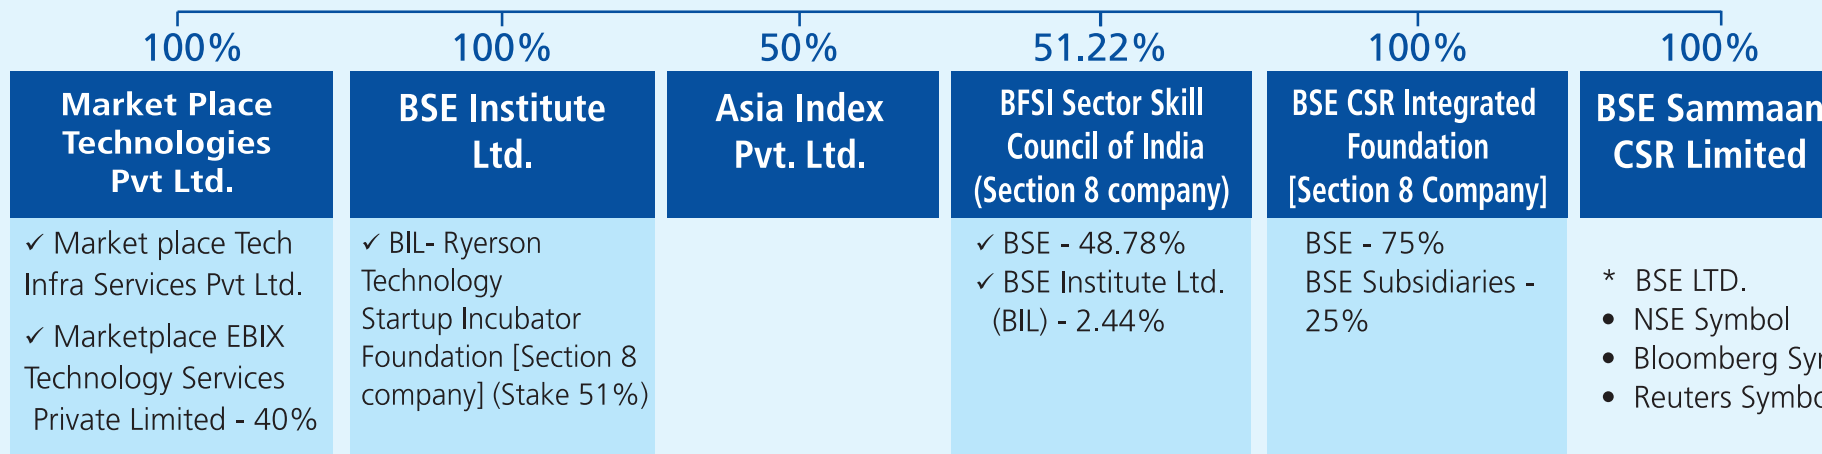 100%
100%
50%
51.22%
100%
100%
Market Place
Technologies
Pvt Ltd.
✓ Market place Tech
Infra Services Pvt Ltd.
✓ Marketplace EBIX
Technology Services
Private Limited - 40%
BSE Institute
Ltd.
✓ BIL- Ryerson
Technology
Startup Incubator
Foundation [Section 8
company] (Stake 51%)
Asia Index
Pvt. Ltd.
BFSI Sector Skill
Council of India
(Section 8 company)
✓ BSE - 48.78%
✓ BSE Institute Ltd.
(BIL) - 2.44%
BSE CSR Integrated
Foundation
[Section 8 Company]
BSE - 75%
BSE Subsidiaries -
25%
BSE Sammaan
CSR Limited
* BSE LTD.
• NSE Symbol
• Bloomberg
• Reuters